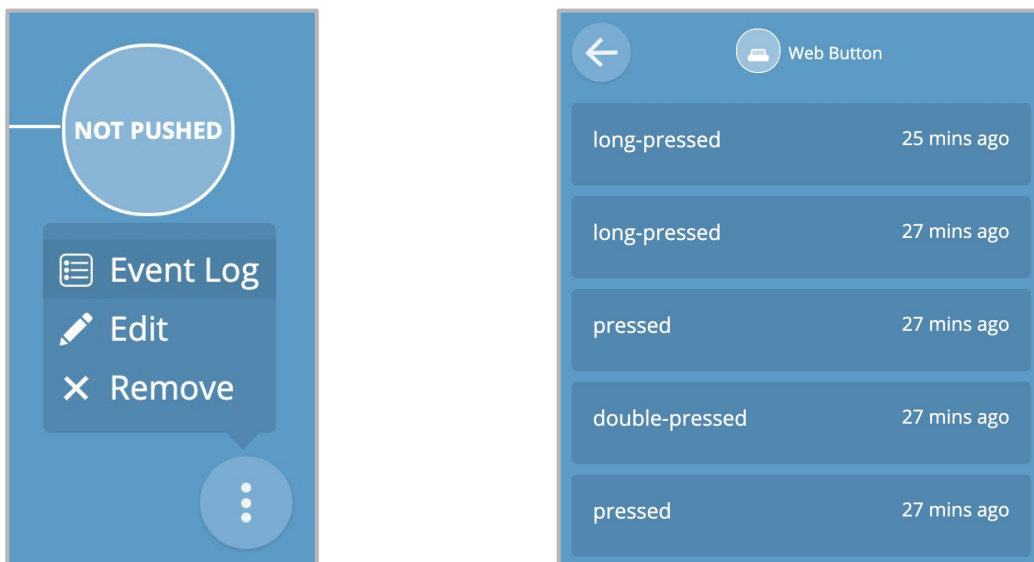 NOT PUSHED
Event Log
Edit
Remove
Web Button
long-pressed 25 mins ago
long-pressed 27 mins ago
pressed 27 mins ago
double-pressed 27 mins ago
pressed 27 mins ago